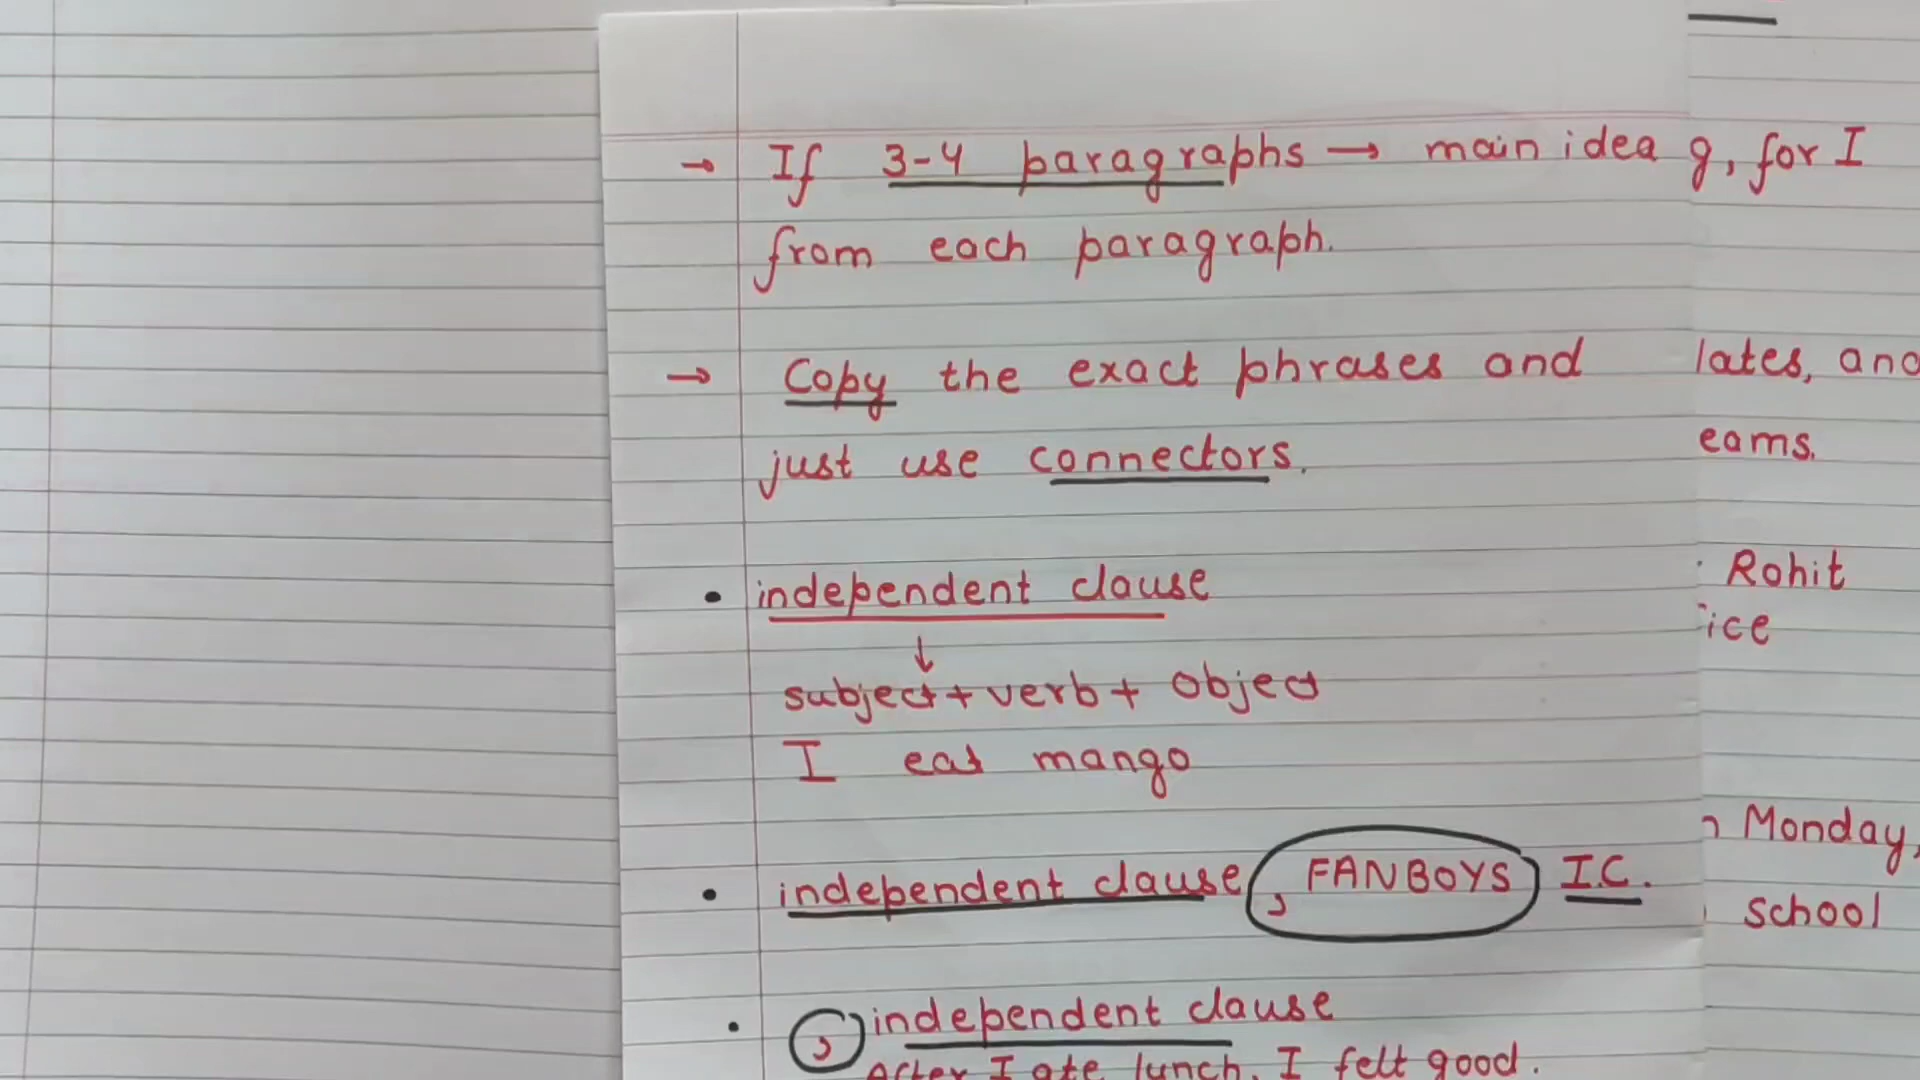 → If 3-4 paragraphs → main idea
from each paragraph.
→ Copy the exact phrases and
just use connectors.
• independent clause
↓
subject + verb + object
I eat mango
• independent clause, FANBOYS I.C.
• , independent clause
After I ate lunch, I felt good.
g, for I
lates, and
eams.
Rohit
ice
Monday,
school